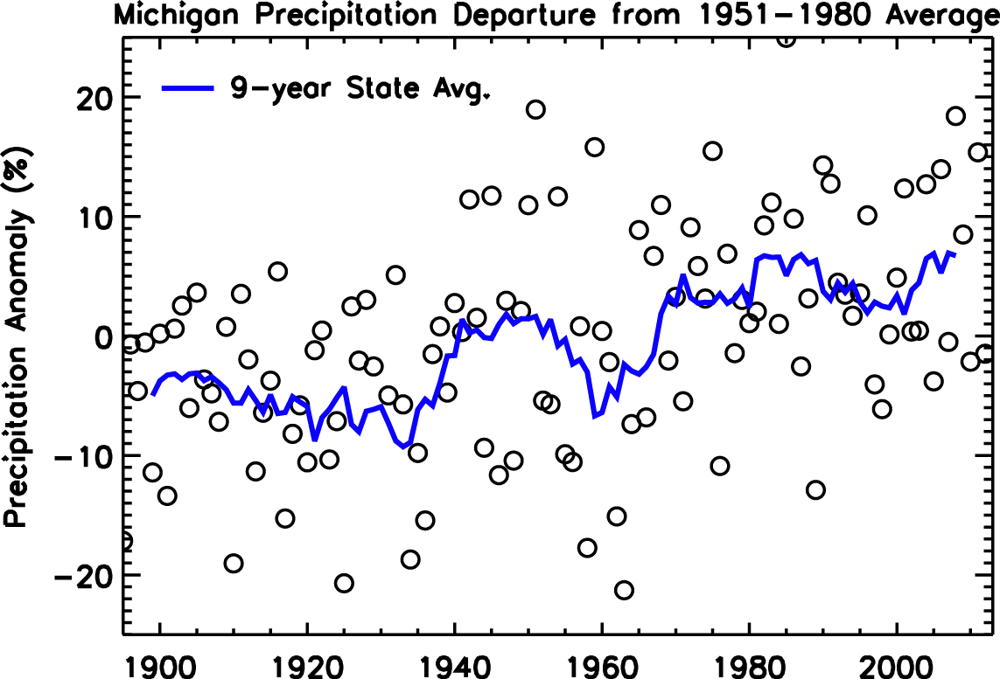 Michigan Precipitation Departure from 1951-1980 Average
9-year State Avg.
Precipitation Anomaly (%)
20
10
0
-10
-20
1900 1920 1940 1960 1980 2000